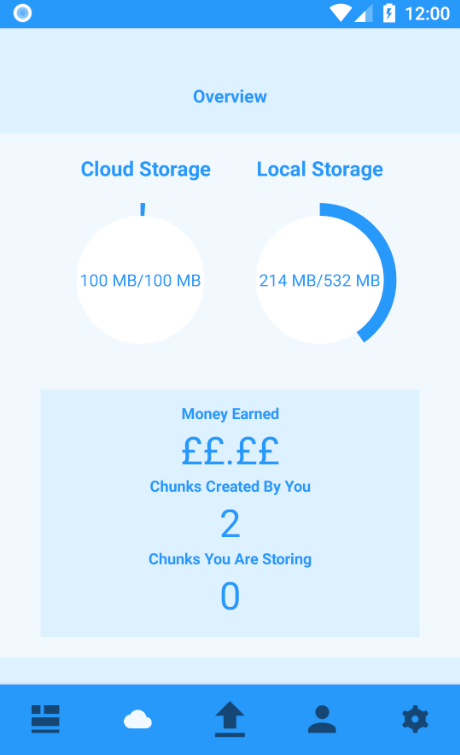 12:00
Overview
Cloud Storage
Local Storage
100 MB/100 MB
214 MB/532 MB
Money Earned
££.££
Chunks Created By You
2
Chunks You Are Storing
0